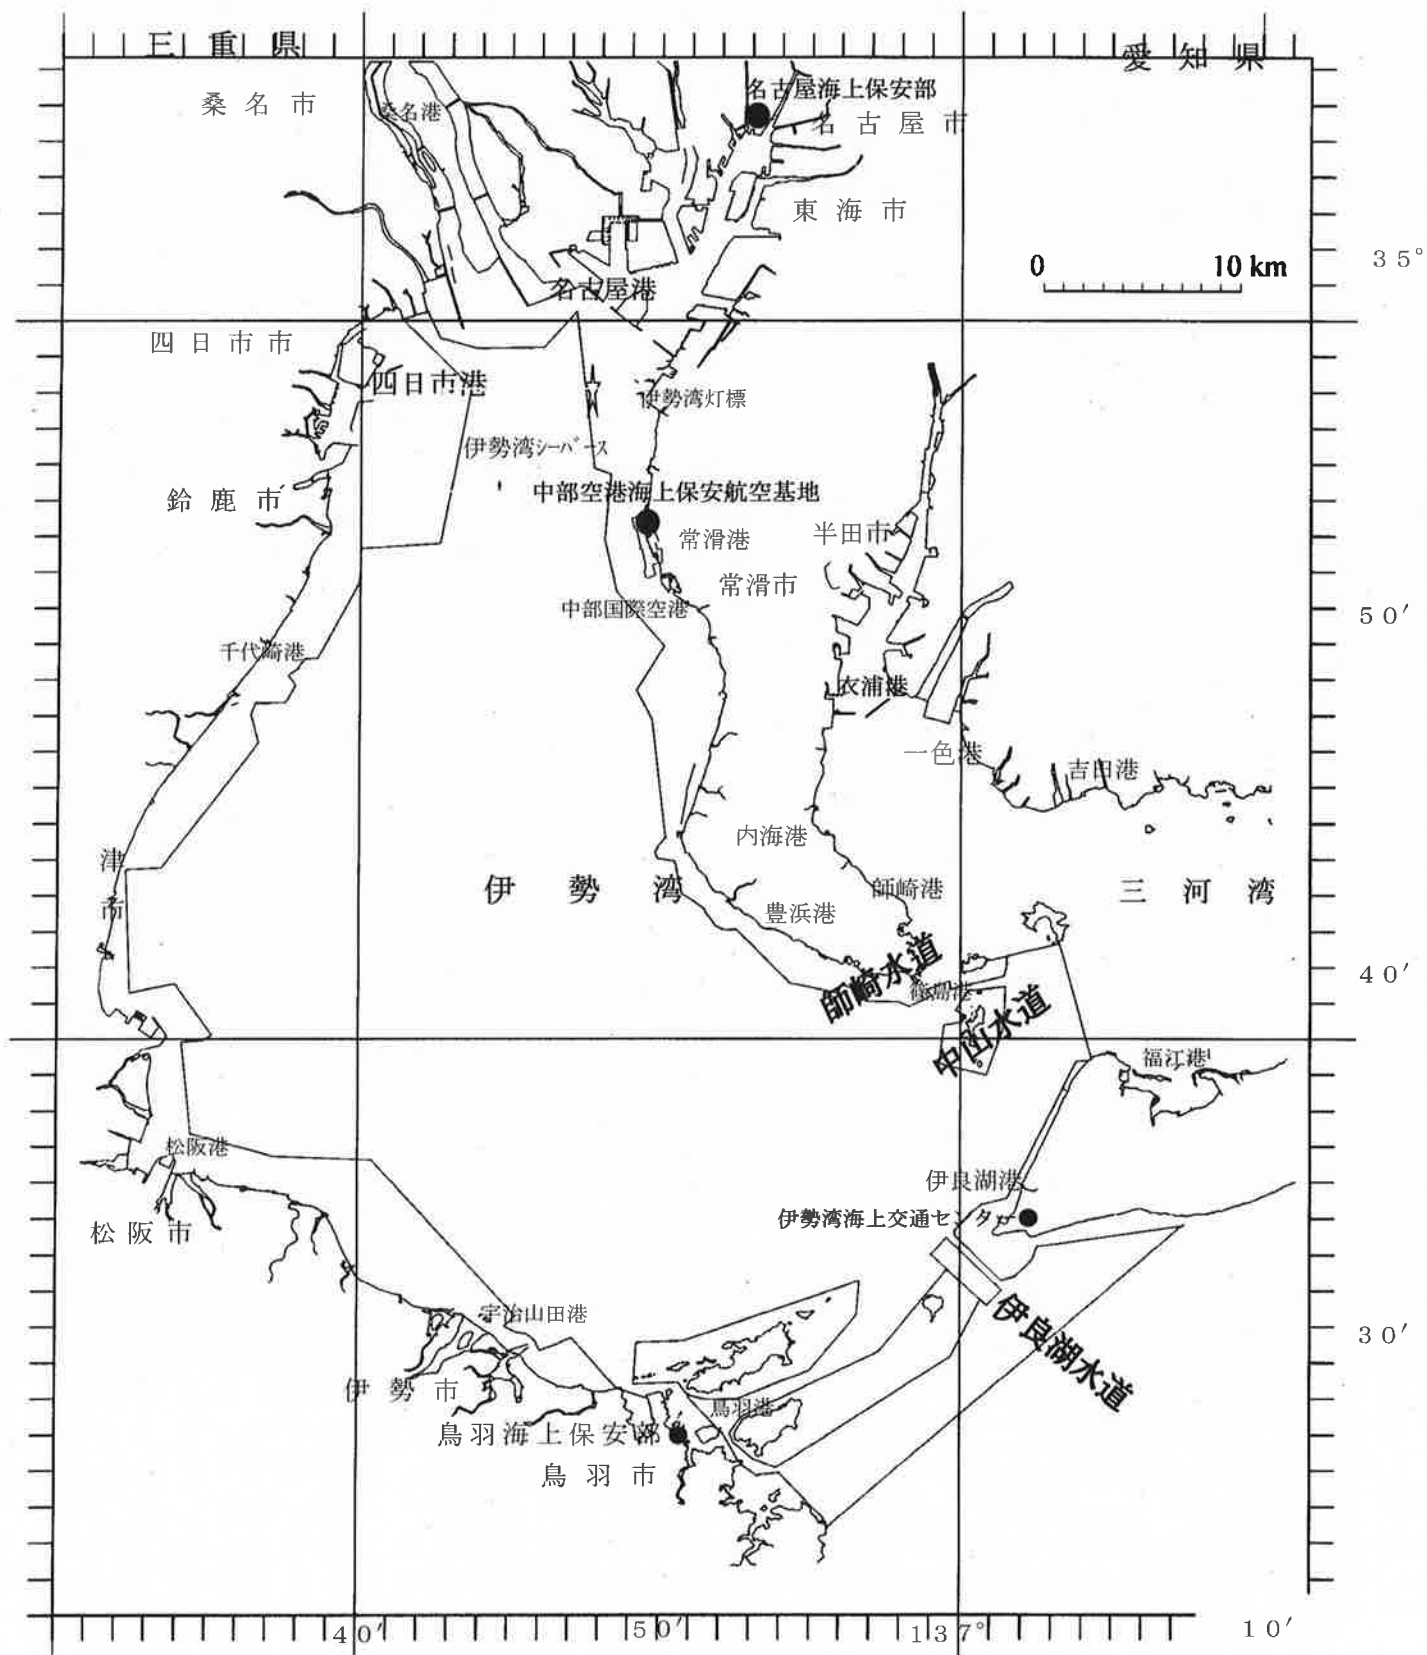 三重県
愛知県
名古屋海上保安部
桑名市
桑名港
名古屋市
東海市
35°
0 10 km
名古屋港
四日市市
四日市港
伊勢湾灯標
伊勢湾シーバース
中部空港海上保安航空基地
鈴鹿市
常滑港
半田市
常滑市
中部国際空港
50′
千代崎港
衣浦港
一色港
吉田港
内海港
津市
伊勢湾
師崎港
三河湾
豊浜港
師崎水道
篠島港
40′
中山水道
福江港
松阪港
伊良湖港
松阪市
伊勢湾海上交通センター
宇治山田港
伊良湖水道
30′
伊勢市
鳥羽港
鳥羽海上保安部
鳥羽市
40′
50′
137°
10′